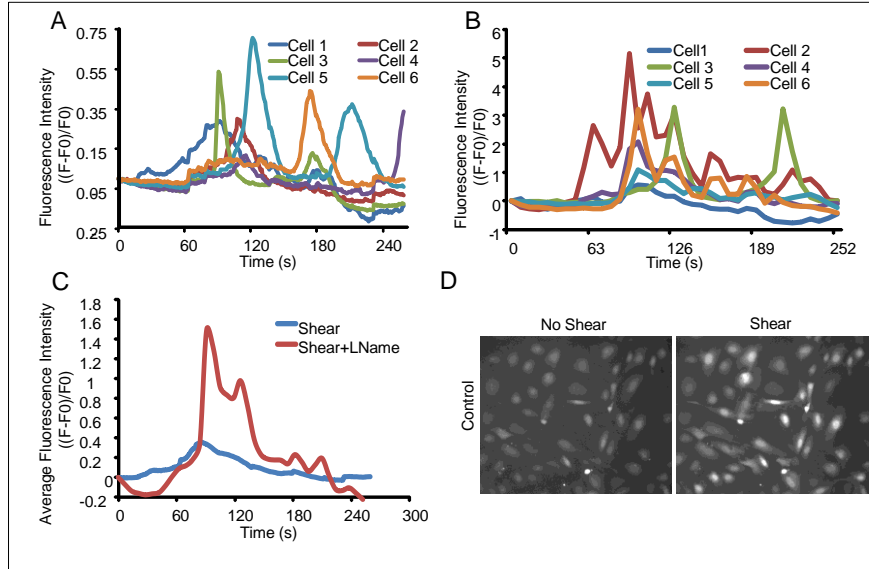 A
0.75
0.55
0.35
0.15
0.05
0.25
Fluorescence Intensity
((F-F0)/F0
Cell 1
Cell 2
Cell 3
Cell 4
Cell 5
Cell 6
0
60
120
180
240
Time (s)
B
6
5
4
3
2
1
0
-1
Fluorescence Intensity
((F-F0)/F0
Cell1
Cell 2
Cell 3
Cell 4
Cell 5
Cell 6
0
63
126
189
252
Time (s)
C
1.8
1.6
1.4
1.2
1
0.8
0.6
0.4
0.2
0
-0.2
Average Fluorescence Intensity
((F-F0)/F0)
Shear
Shear+LName
0
60
120
180
240
300
Time (s)
D
No Shear
Shear
Control